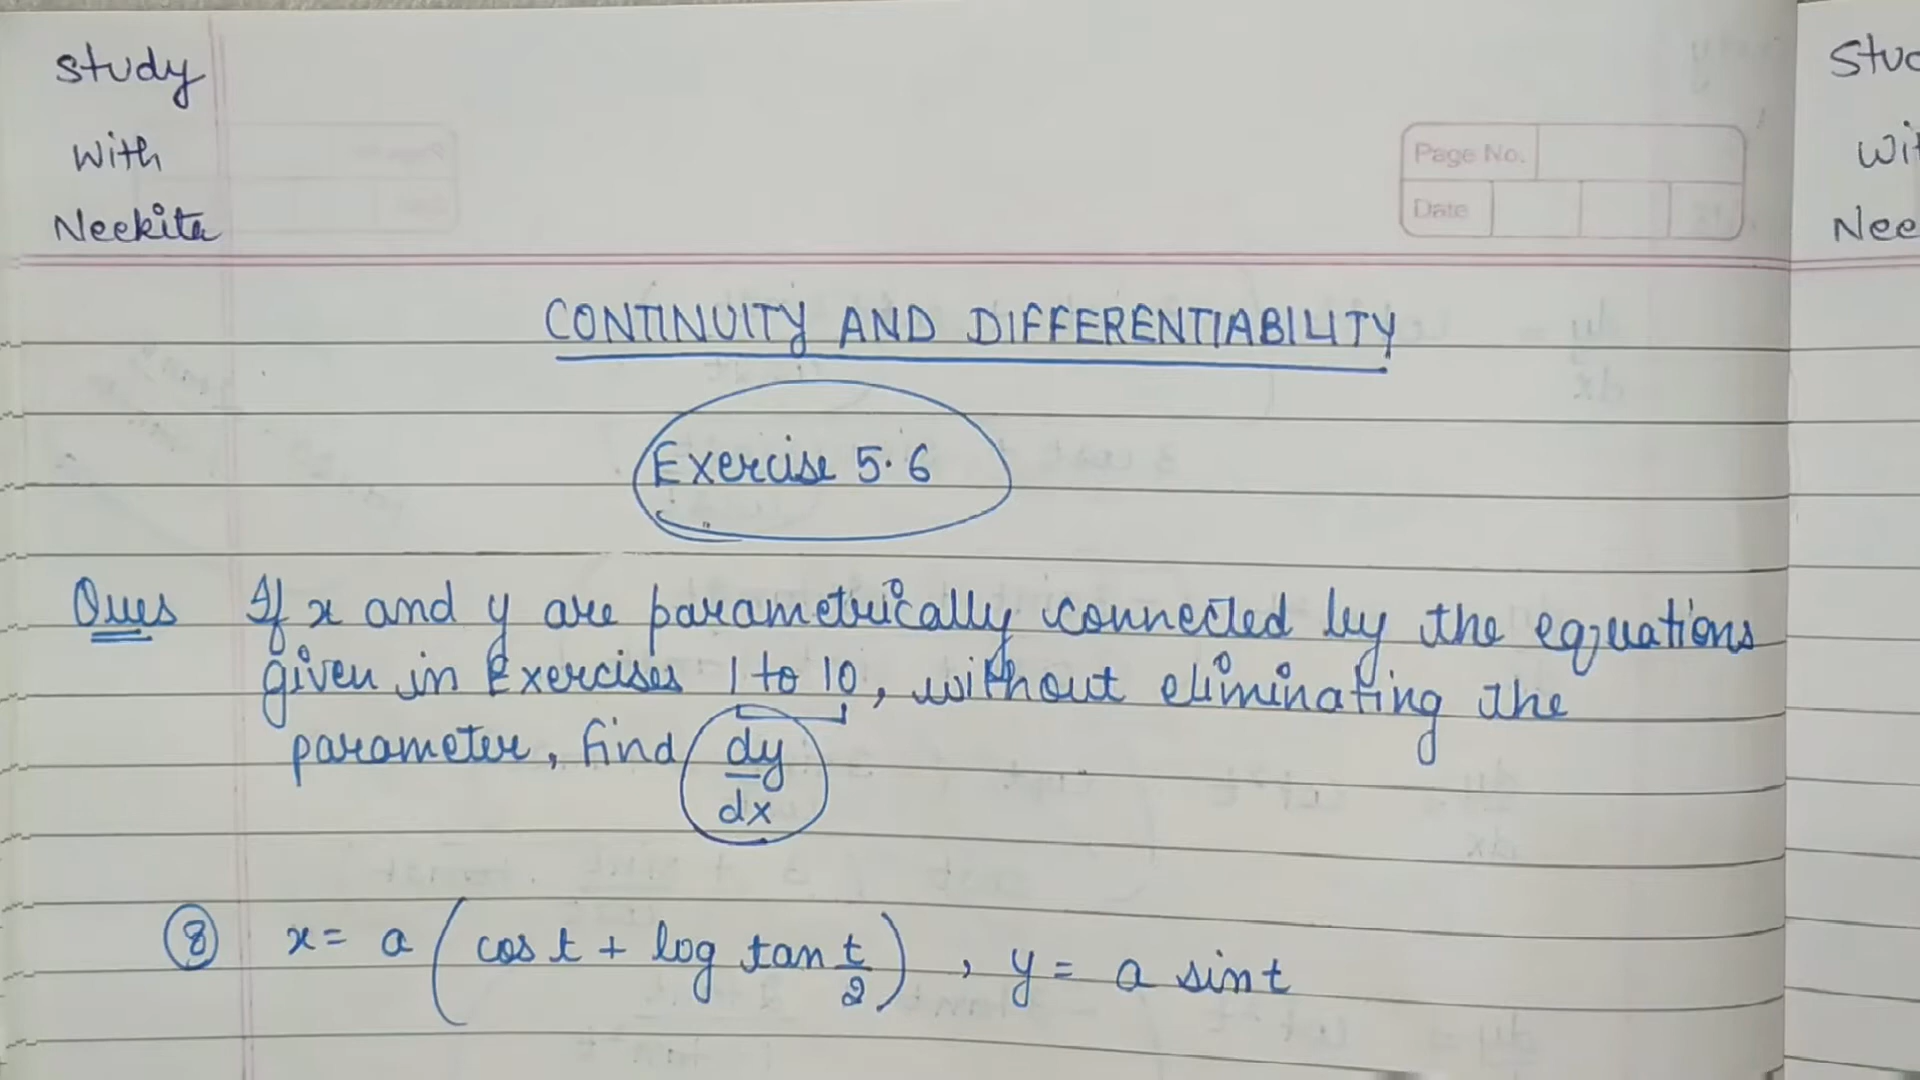 Study
With
Neekita
Page No.
Date
Stud
Wit
Nee
CONTINUITY AND DIFFERENTIABILITY
Exercise 5.6
Ques If x and y are parametrically connected by the equations
given in Exercises 1 to 10, without eliminating the
parameter, find dy/dx
8 x = a ( cos t + log tan t/2 ) , y = a sin t